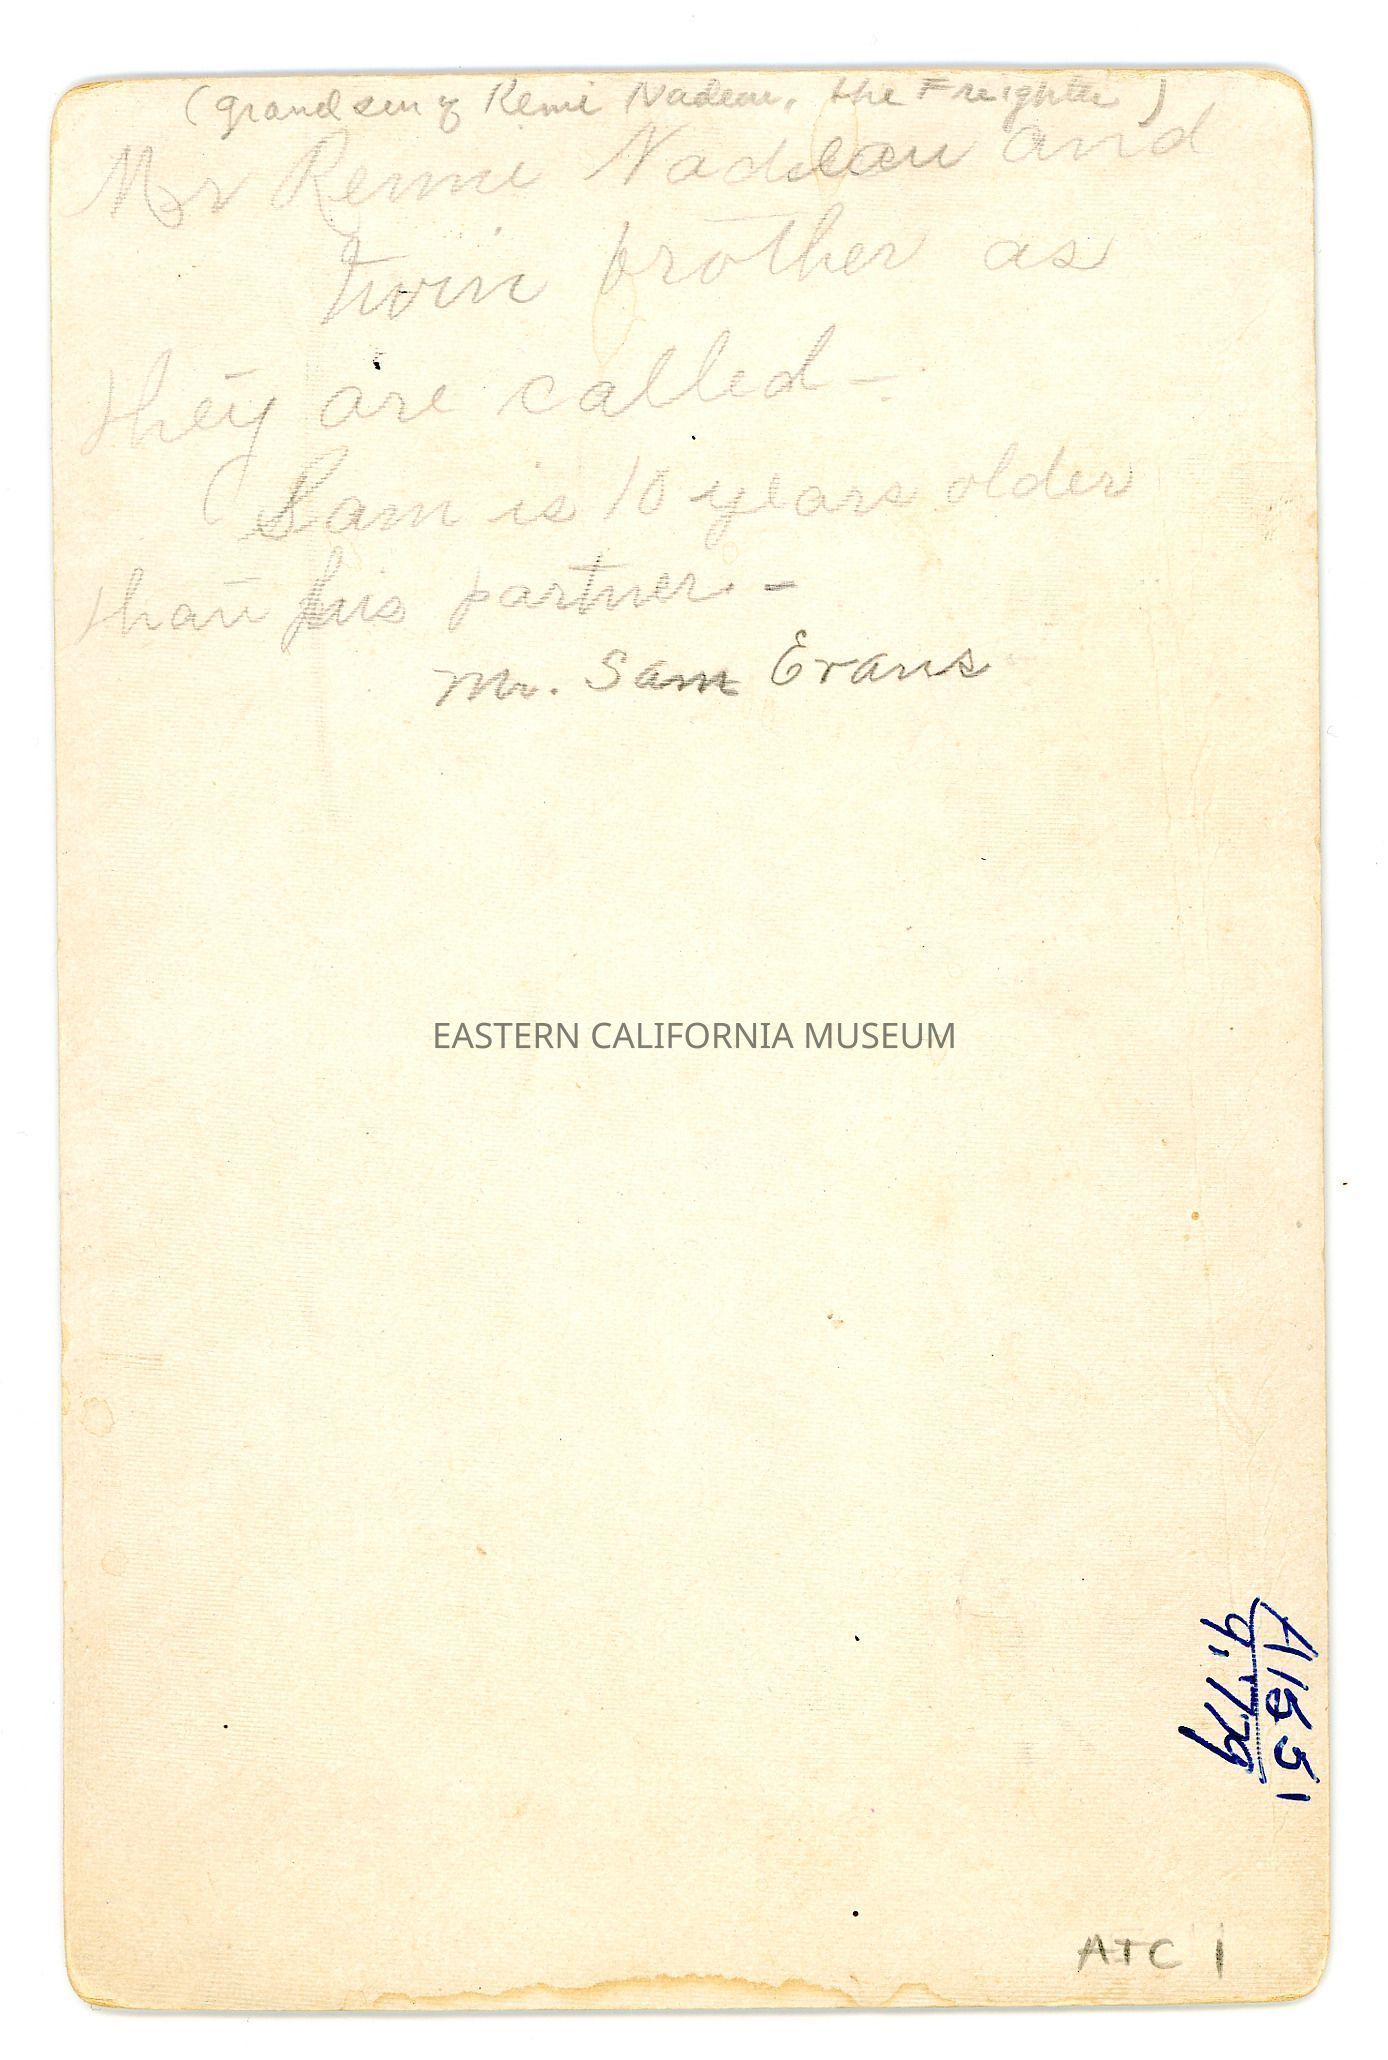 (grandson of Remi Nadeau, the Freighter)
Mr Remi Nadeau and
twin brother as
they are called—
(Sam is 10 years older
than his partner.—
Mr. Sam Evans
EASTERN CALIFORNIA MUSEUM
A1551
9,779
ATC 1